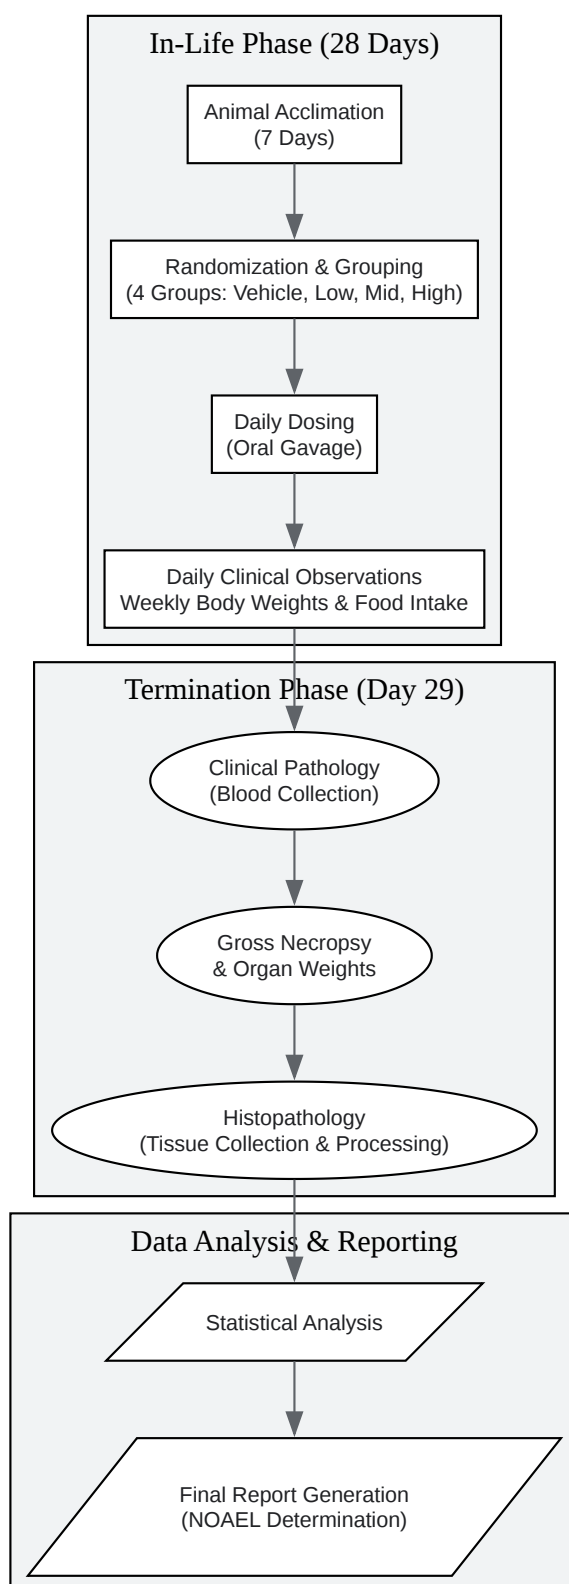 In-Life Phase (28 Days)
Animal Acclimation
(7 Days)
Randomization & Grouping
(4 Groups: Vehicle, Low, Mid, High)
Daily Dosing
(Oral Gavage)
Daily Clinical Observations
Weekly Body Weights & Food Intake
Termination Phase (Day 29)
Clinical Pathology
(Blood Collection)
Gross Necropsy
& Organ Weights
Histopathology
(Tissue Collection & Processing)
Data Analysis & Reporting
Statistical Analysis
Final Report Generation
(NOAEL Determination)